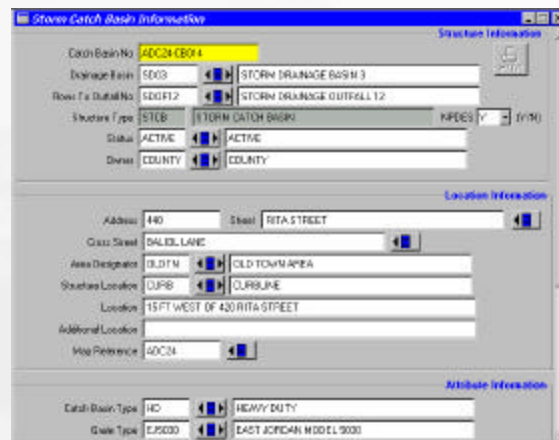 Storm Catch Basin Information
Structure Information
Catch Basin No ADC24-CB014
Drainage Basin SD03 STORM DRAINAGE BASIN 3
Flows To Outfall No SDOF12 STORM DRAINAGE OUTFALL 12
Structure Type STCB STORM CATCH BASIN NPDES Y (Y/N)
Status ACTIVE ACTIVE
Owner COUNTY COUNTY
Location Information
Address 440 Street RITA STREET
Cross Street LANE
Area Designator OLDTN OLD TOWN AREA
Structure Location CURB CURBLINE
Location 15 FT WEST OF 420 RITA STREET
Additional Location
Map Reference ADC24
Attribute Information
Catch Basin Type HD HEAVY DUTY
Grate Type EJ5000 EAST JORDAN MODEL 5000